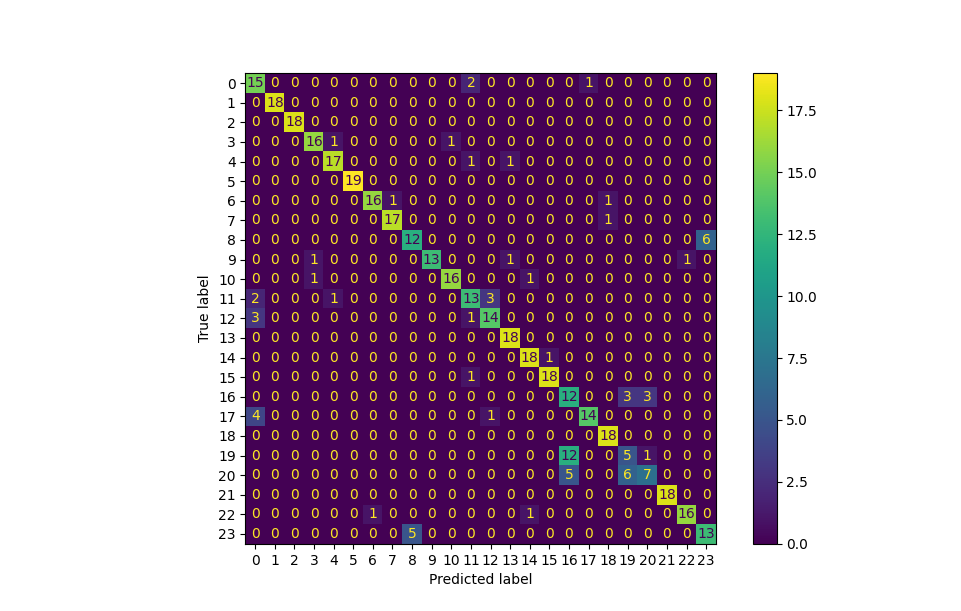 0 15 0 0 0 0 0 0 0 0 0 0 2 0 0 0 0 0 1 0 0 0 0 0 0
1 0 18 0 0 0 0 0 0 0 0 0 0 0 0 0 0 0 0 0 0 0 0 0 0
2 0 0 18 0 0 0 0 0 0 0 0 0 0 0 0 0 0 0 0 0 0 0 0 0
3 0 0 0 16 1 0 0 0 0 0 1 0 0 0 0 0 0 0 0 0 0 0 0 0
4 0 0 0 0 17 0 0 0 0 0 0 1 0 1 0 0 0 0 0 0 0 0 0 0
5 0 0 0 0 0 19 0 0 0 0 0 0 0 0 0 0 0 0 0 0 0 0 0 0
6 0 0 0 0 0 0 16 1 0 0 0 0 0 0 0 0 0 0 1 0 0 0 0 0
7 0 0 0 0 0 0 0 17 0 0 0 0 0 0 0 0 0 0 1 0 0 0 0 0
8 0 0 0 0 0 0 0 0 12 0 0 0 0 0 0 0 0 0 0 0 0 0 0 6
9 0 0 0 1 0 0 0 0 0 13 0 0 0 1 0 0 0 0 0 0 0 0 1 0
10 0 0 0 1 0 0 0 0 0 0 16 0 0 0 1 0 0 0 0 0 0 0 0 0
11 2 0 0 0 1 0 0 0 0 0 0 13 3 0 0 0 0 0 0 0 0 0 0 0
12 3 0 0 0 0 0 0 0 0 0 0 1 14 0 0 0 0 0 0 0 0 0 0 0
13 0 0 0 0 0 0 0 0 0 0 0 0 0 18 0 0 0 0 0 0 0 0 0 0
14 0 0 0 0 0 0 0 0 0 0 0 0 0 0 18 1 0 0 0 0 0 0 0 0
15 0 0 0 0 0 0 0 0 0 0 0 1 0 0 0 18 0 0 0 0 0 0 0 0
16 0 0 0 0 0 0 0 0 0 0 0 0 0 0 0 0 12 0 0 3 3 0 0 0
17 4 0 0 0 0 0 0 0 0 0 0 0 1 0 0 0 0 14 0 0 0 0 0 0
18 0 0 0 0 0 0 0 0 0 0 0 0 0 0 0 0 0 0 18 0 0 0 0 0
19 0 0 0 0 0 0 0 0 0 0 0 0 0 0 0 0 12 0 0 5 1 0 0 0
20 0 0 0 0 0 0 0 0 0 0 0 0 0 0 0 0 5 0 0 6 7 0 0 0
21 0 0 0 0 0 0 0 0 0 0 0 0 0 0 0 0 0 0 0 0 0 18 0 0
22 0 0 0 0 0 0 1 0 0 0 0 0 0 0 1 0 0 0 0 0 0 0 16 0
23 0 0 0 0 0 0 0 0 5 0 0 0 0 0 0 0 0 0 0 0 0 0 0 13
0 1 2 3 4 5 6 7 8 9 10 11 12 13 14 15 16 17 18 19 20 21 22 23
Predicted label
True label
17.5
15.0
12.5
10.0
7.5
5.0
2.5
0.0